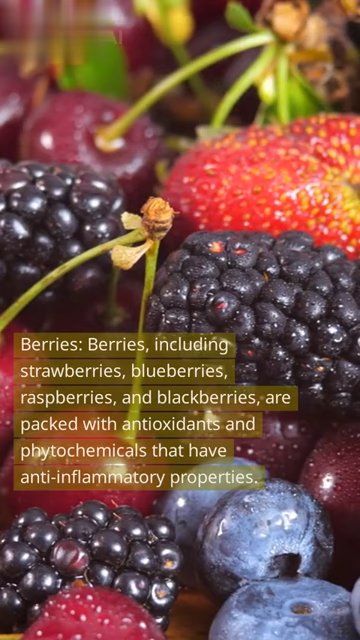 Berries: Berries, including
strawberries, blueberries,
raspberries, and blackberries, are
packed with antioxidants and
phytochemicals that have
anti-inflammatory properties.